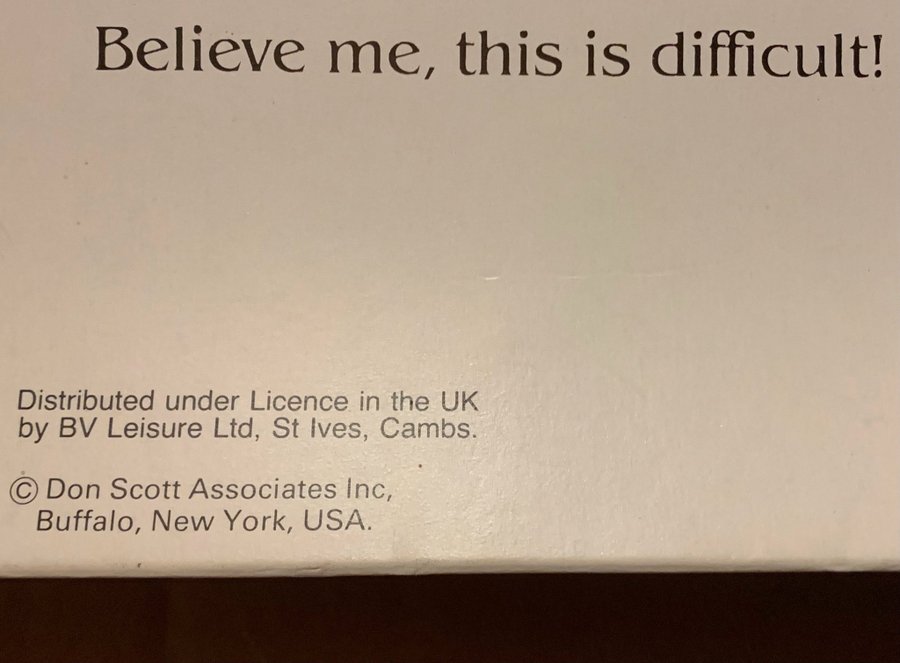 Believe me, this is difficult!
Distributed under Licence in the UK
by BV Leisure Ltd, St Ives, Cambs.
© Don Scott Associates Inc,
Buffalo, New York, USA.